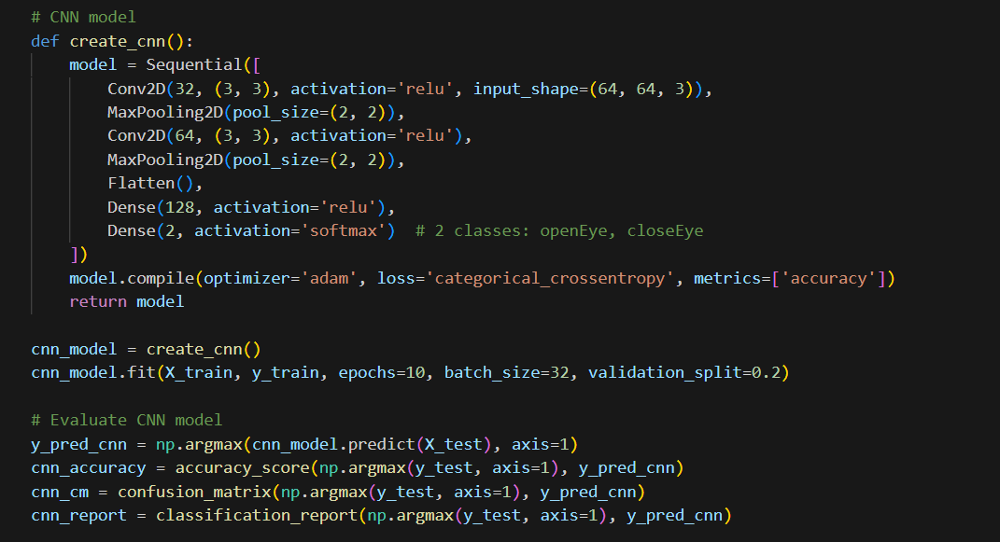 # CNN model
def create_cnn():
    model = Sequential([
        Conv2D(32, (3, 3), activation='relu', input_shape=(64, 64, 3)),
        MaxPooling2D(pool_size=(2, 2)),
        Conv2D(64, (3, 3), activation='relu'),
        MaxPooling2D(pool_size=(2, 2)),
        Flatten(),
        Dense(128, activation='relu'),
        Dense(2, activation='softmax')  # 2 classes: openEye, closeEye
    ])
    model.compile(optimizer='adam', loss='categorical_crossentropy', metrics=['accuracy'])
    return model

cnn_model = create_cnn()
cnn_model.fit(X_train, y_train, epochs=10, batch_size=32, validation_split=0.2)

# Evaluate CNN model
y_pred_cnn = np.argmax(cnn_model.predict(X_test), axis=1)
cnn_accuracy = accuracy_score(np.argmax(y_test, axis=1), y_pred_cnn)
cnn_cm = confusion_matrix(np.argmax(y_test, axis=1), y_pred_cnn)
cnn_report = classification_report(np.argmax(y_test, axis=1), y_pred_cnn)